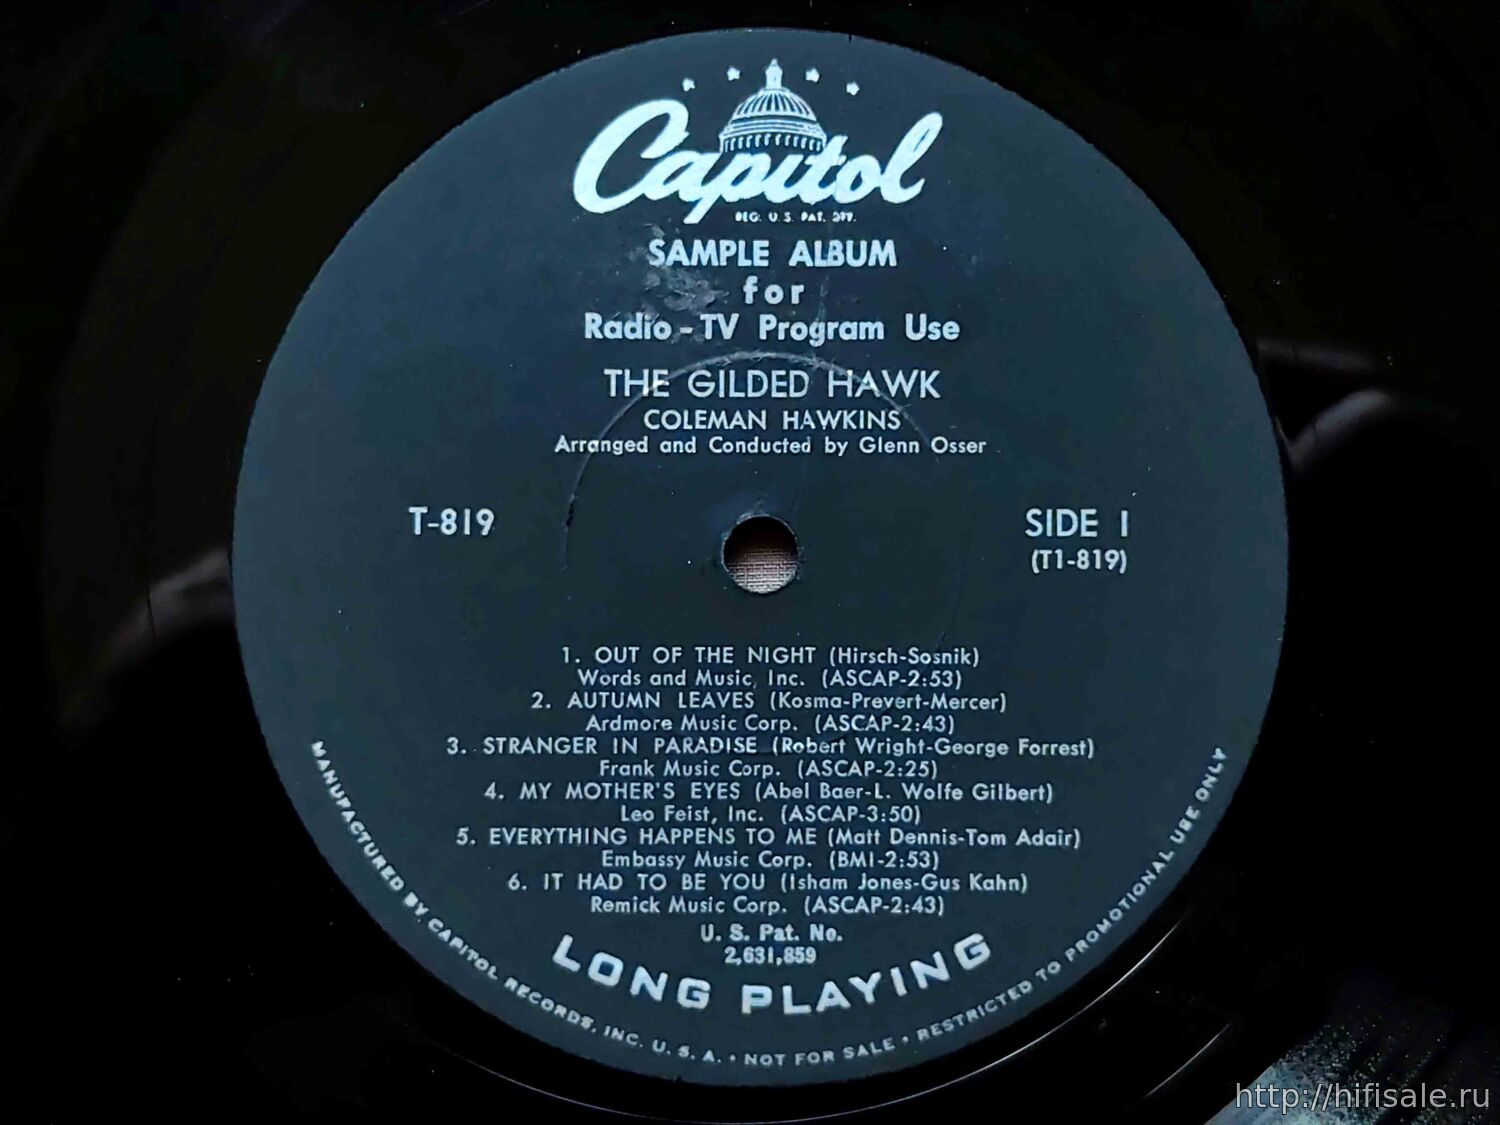 Capitol
REG. U.S. PAT. OFF.
SAMPLE ALBUM
for
Radio-TV Program Use
THE GILDED HAWK
COLEMAN HAWKINS
Arranged and Conducted by Glenn Osser
T-819
SIDE 1
(T1-819)
1. OUT OF THE NIGHT (Hirsch-Sosnik)
Words and Music, Inc. (ASCAP-2:53)
2. AUTUMN LEAVES (Kosma-Prevert-Mercer)
Ardmore Music Corp. (ASCAP-2:43)
3. STRANGER IN PARADISE (Robert Wright-George Forrest)
Frank Music Corp. (ASCAP-2:25)
4. MY MOTHER'S EYES (Abel Baer-L. Wolfe Gilbert)
Leo Feist, Inc. (ASCAP-3:50)
5. EVERYTHING HAPPENS TO ME (Matt Dennis-Tom Adair)
Embassy Music Corp. (BMI-2:53)
6. IT HAD TO BE YOU (Isham Jones-Gus Kahn)
Remick Music Corp. (ASCAP-2:43)
U. S. Pat. No.
2,631,859
LONG PLAYING
MANUFACTURED BY CAPITOL RECORDS, INC. U. S. A. • NOT FOR SALE • RESTRICTED TO PROMOTIONAL USE ONLY
http://hifisale.ru